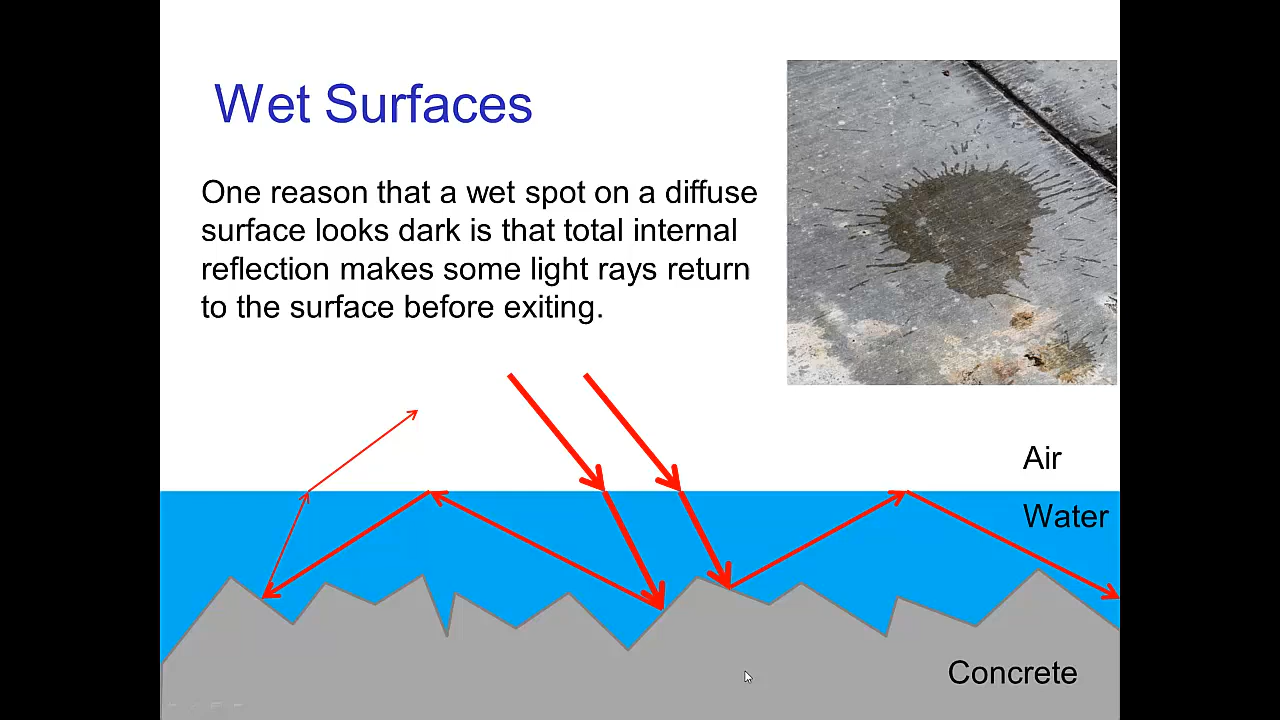 Wet Surfaces
One reason that a wet spot on a diffuse
surface looks dark is that total internal
reflection makes some light rays return
to the surface before exiting.
Air
Water
Concrete